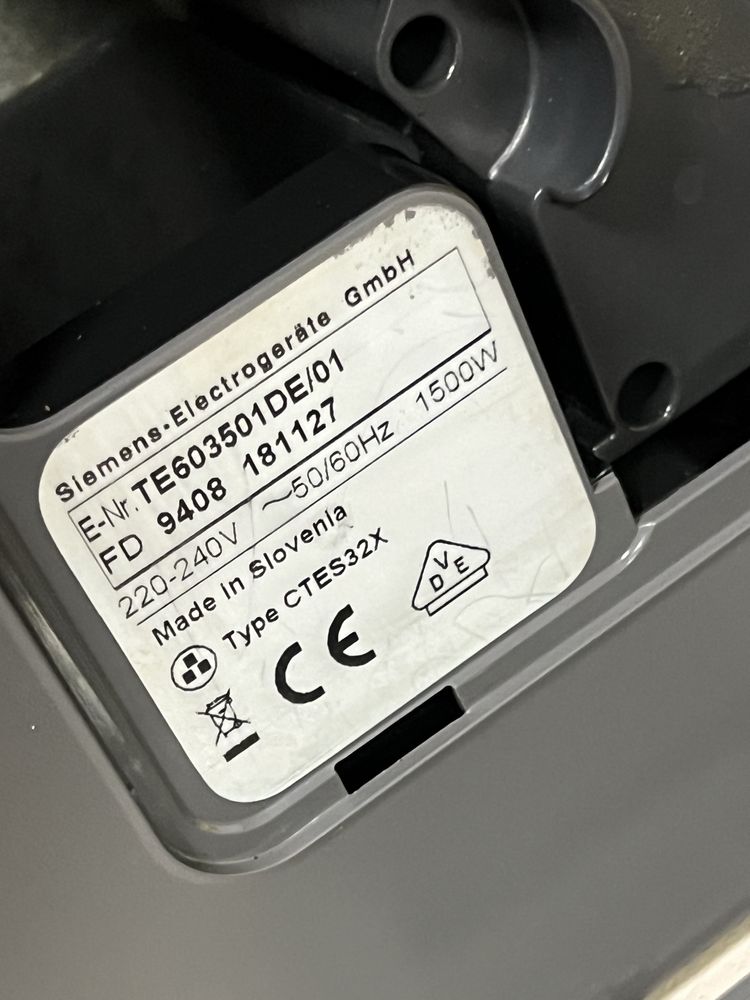 Siemens-Electrogeräte GmbH
E-Nr. TE603501DE/01
FD 9408 181127
220-240V ~50/60Hz 1500W
Made in Slovenia
Type CTES32X
CE
DVE